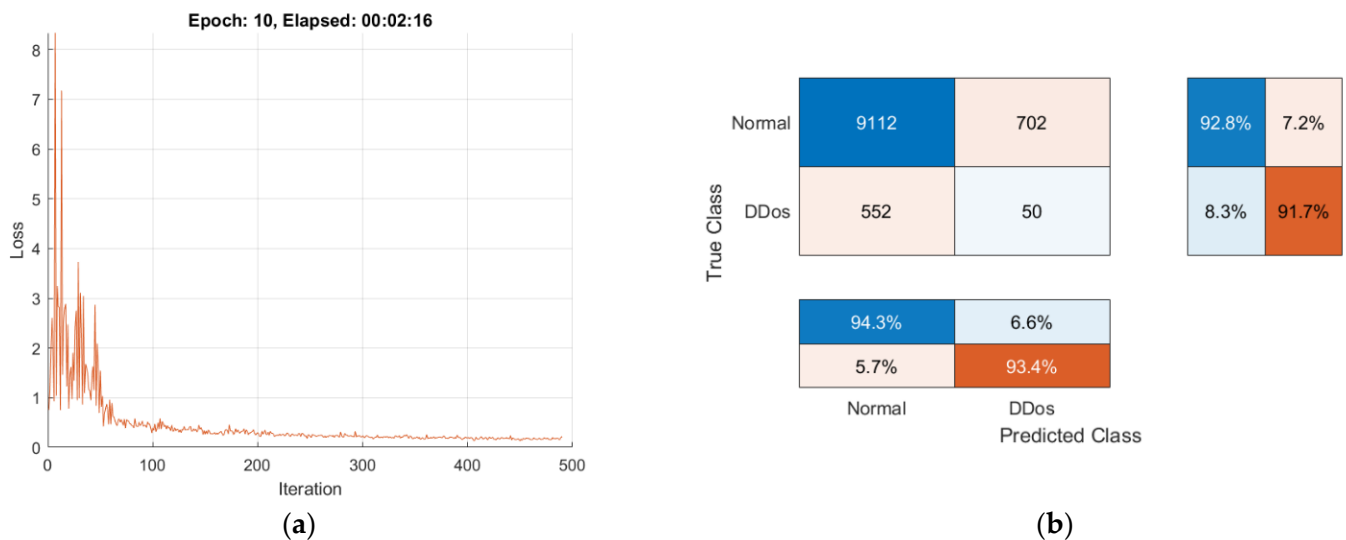 Epoch: 10, Elapsed: 00:02:16
8
7
6
5
4
3
2
1
0
Loss
0 100 200 300 400 500
Iteration
(a)
True Class
Normal 9112 702 92.8% 7.2%
DDos 552 50 8.3% 91.7%
94.3% 6.6%
5.7% 93.4%
Normal DDos
Predicted Class
(b)